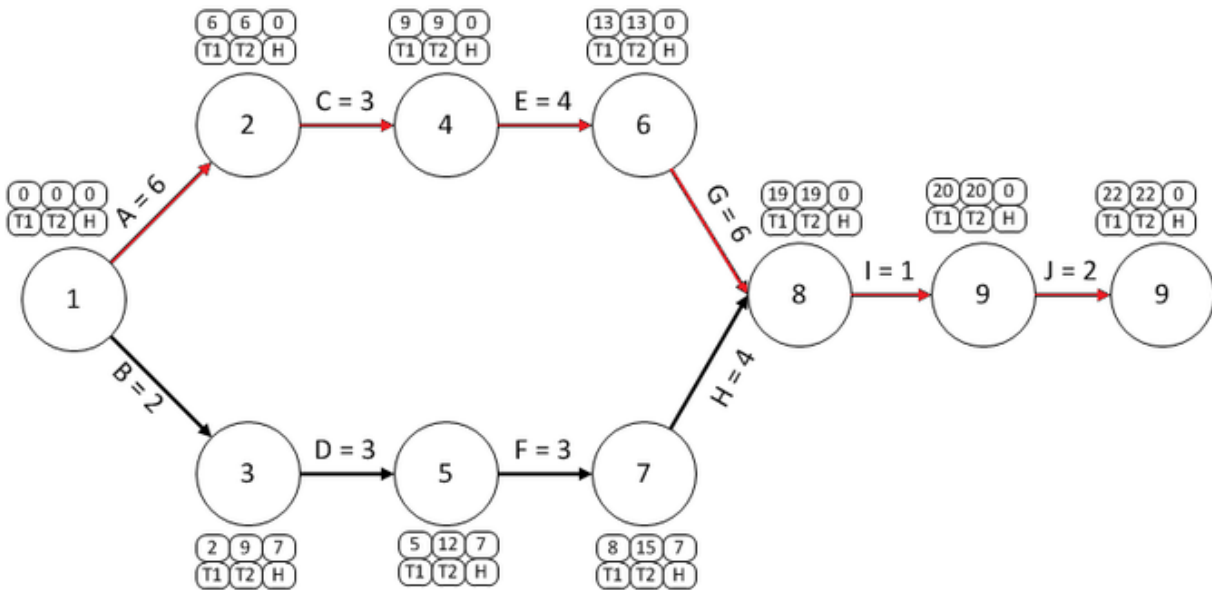 6 6 0
T1 T2 H
9 9 0
T1 T2 H
13 13 0
T1 T2 H
2
C = 3
4
E = 4
6
0 0 0
T1 T2 H
A = 6
G = 6
19 19 0
T1 T2 H
20 20 0
T1 T2 H
22 22 0
T1 T2 H
1
8
I = 1
9
J = 2
9
B = 2
H = 4
3
D = 3
5
F = 3
7
2 9 7
T1 T2 H
5 12 7
T1 T2 H
8 15 7
T1 T2 H